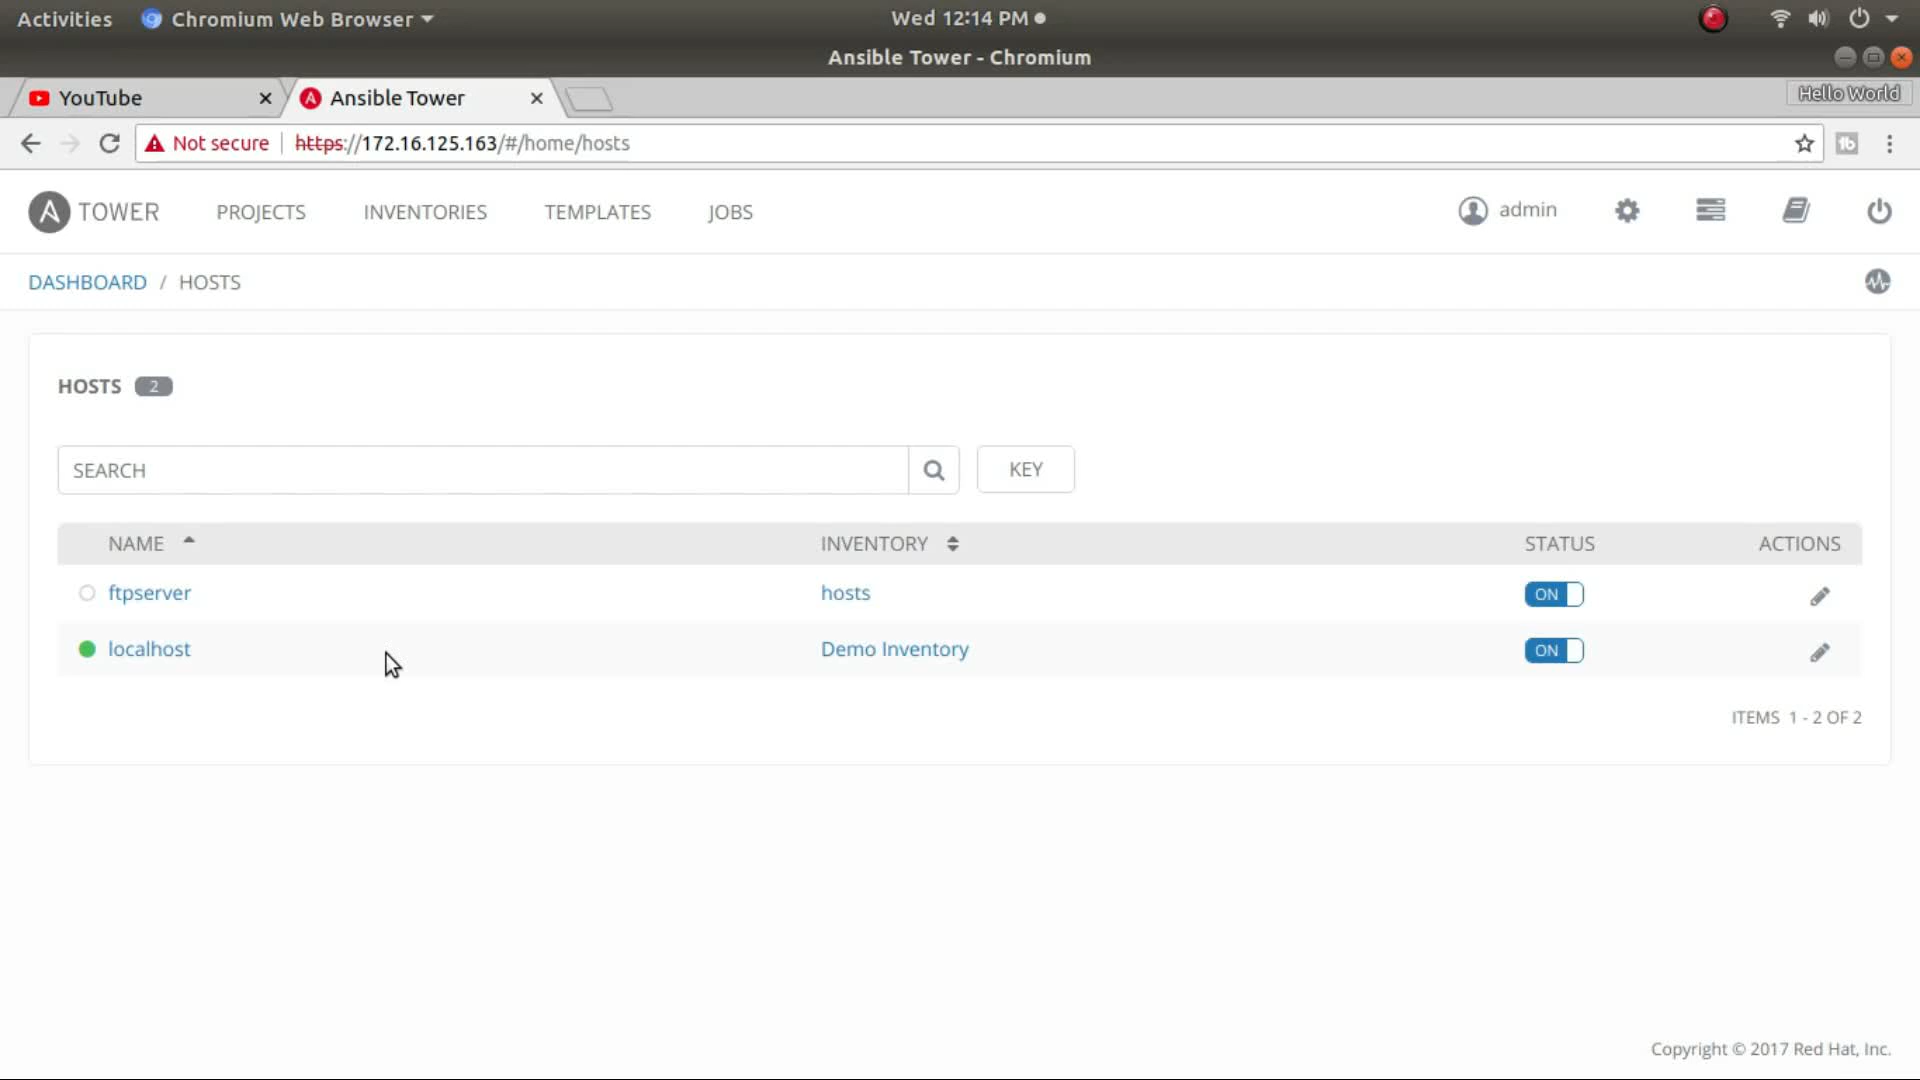 Activities Chromium Web Browser Wed 12:14 PM
Ansible Tower - Chromium
YouTube Ansible Tower Hello World
Not secure https://172.16.125.163/#/home/hosts
A TOWER PROJECTS INVENTORIES TEMPLATES JOBS admin
DASHBOARD / HOSTS
HOSTS 2
SEARCH KEY
NAME INVENTORY STATUS ACTIONS
ftpserver hosts ON
localhost Demo Inventory ON
ITEMS 1 - 2 OF 2
Copyright © 2017 Red Hat, Inc.